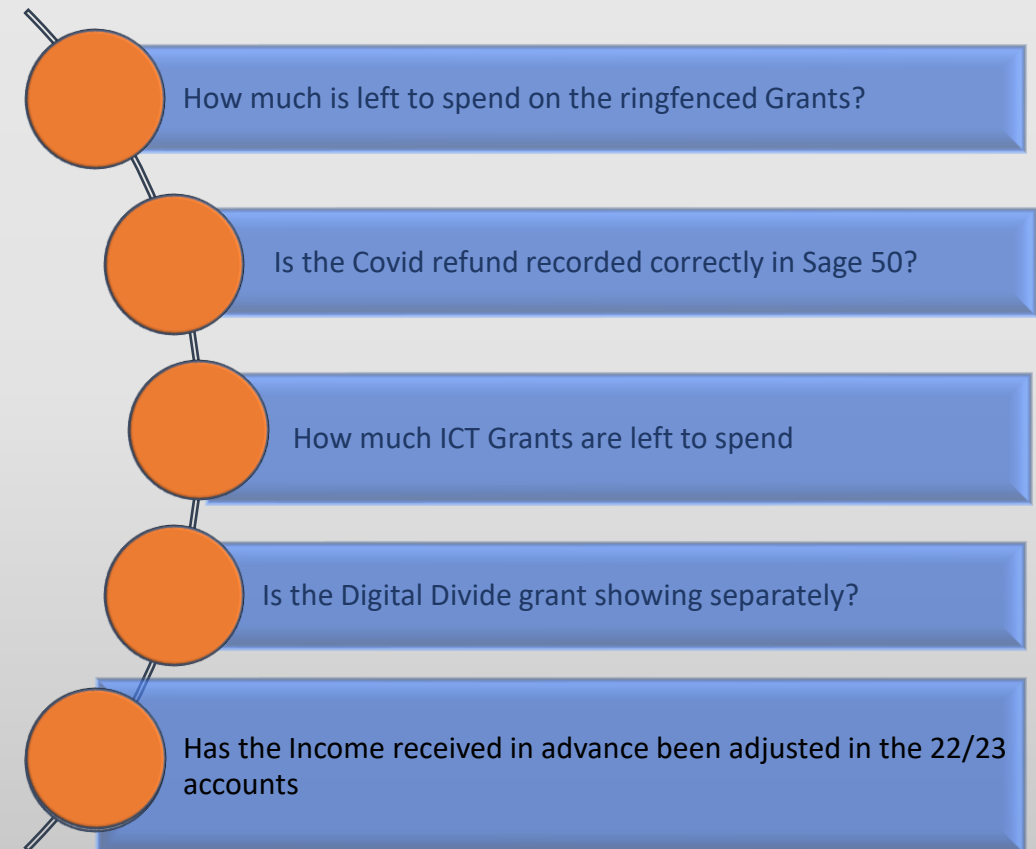 How much is left to spend on the ringfenced Grants?
Is the Covid refund recorded correctly in Sage 50?
How much ICT Grants are left to spend
Is the Digital Divide grant showing separately?
Has the Income received in advance been adjusted in the 22/23
accounts